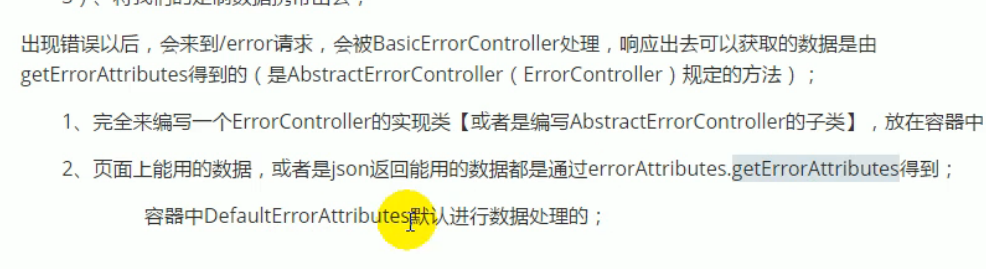 3）、将我们的定制数据携带出去；
出现错误以后，会来到/error请求，会被BasicErrorController处理，响应出去可以获取的数据是由
getErrorAttributes得到的（是AbstractErrorController（ErrorController）规定的方法）；
1、完全来编写一个ErrorController的实现类【或者是编写AbstractErrorController的子类】，放在容器中
2、页面上能用的数据，或者是json返回能用的数据都是通过errorAttributes.getErrorAttributes得到；
容器中DefaultErrorAttributes默认进行数据处理的；